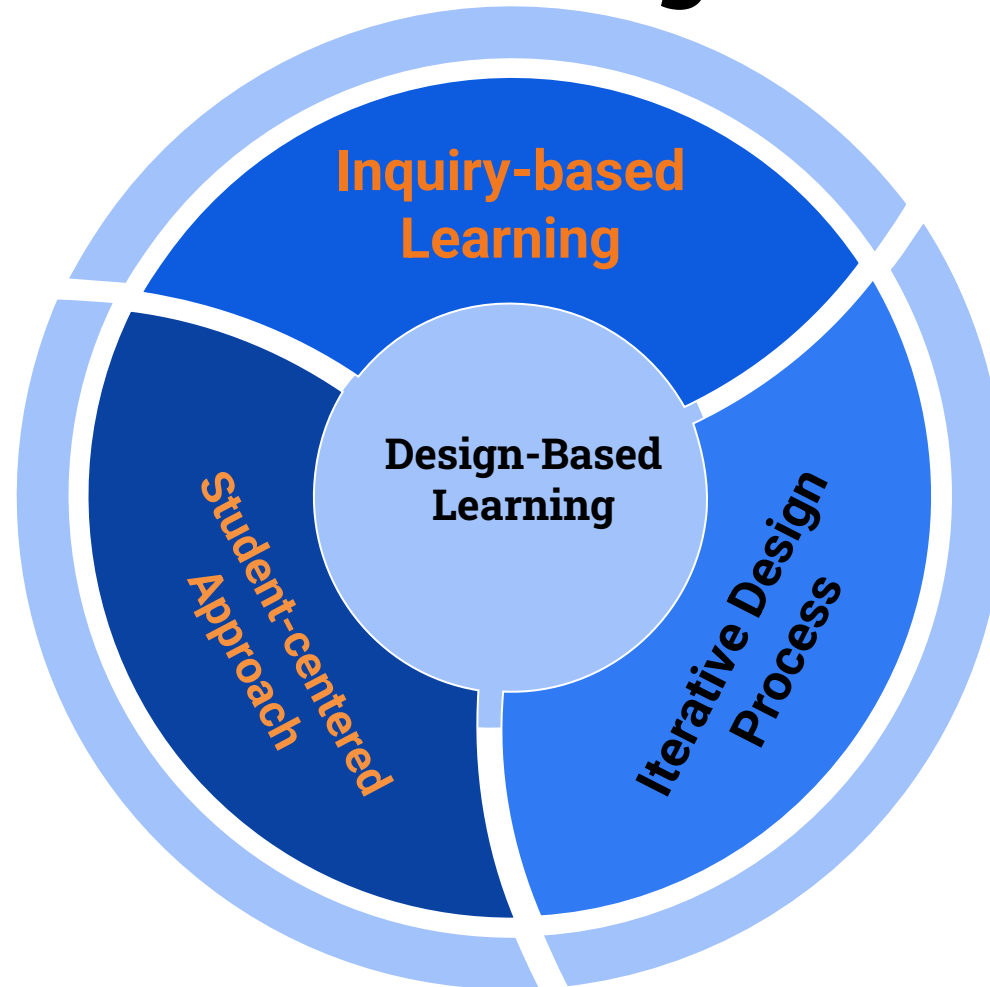 Inquiry-based
Learning
Design-Based
Learning
Student-centered
Approach
Iterative Design
Process